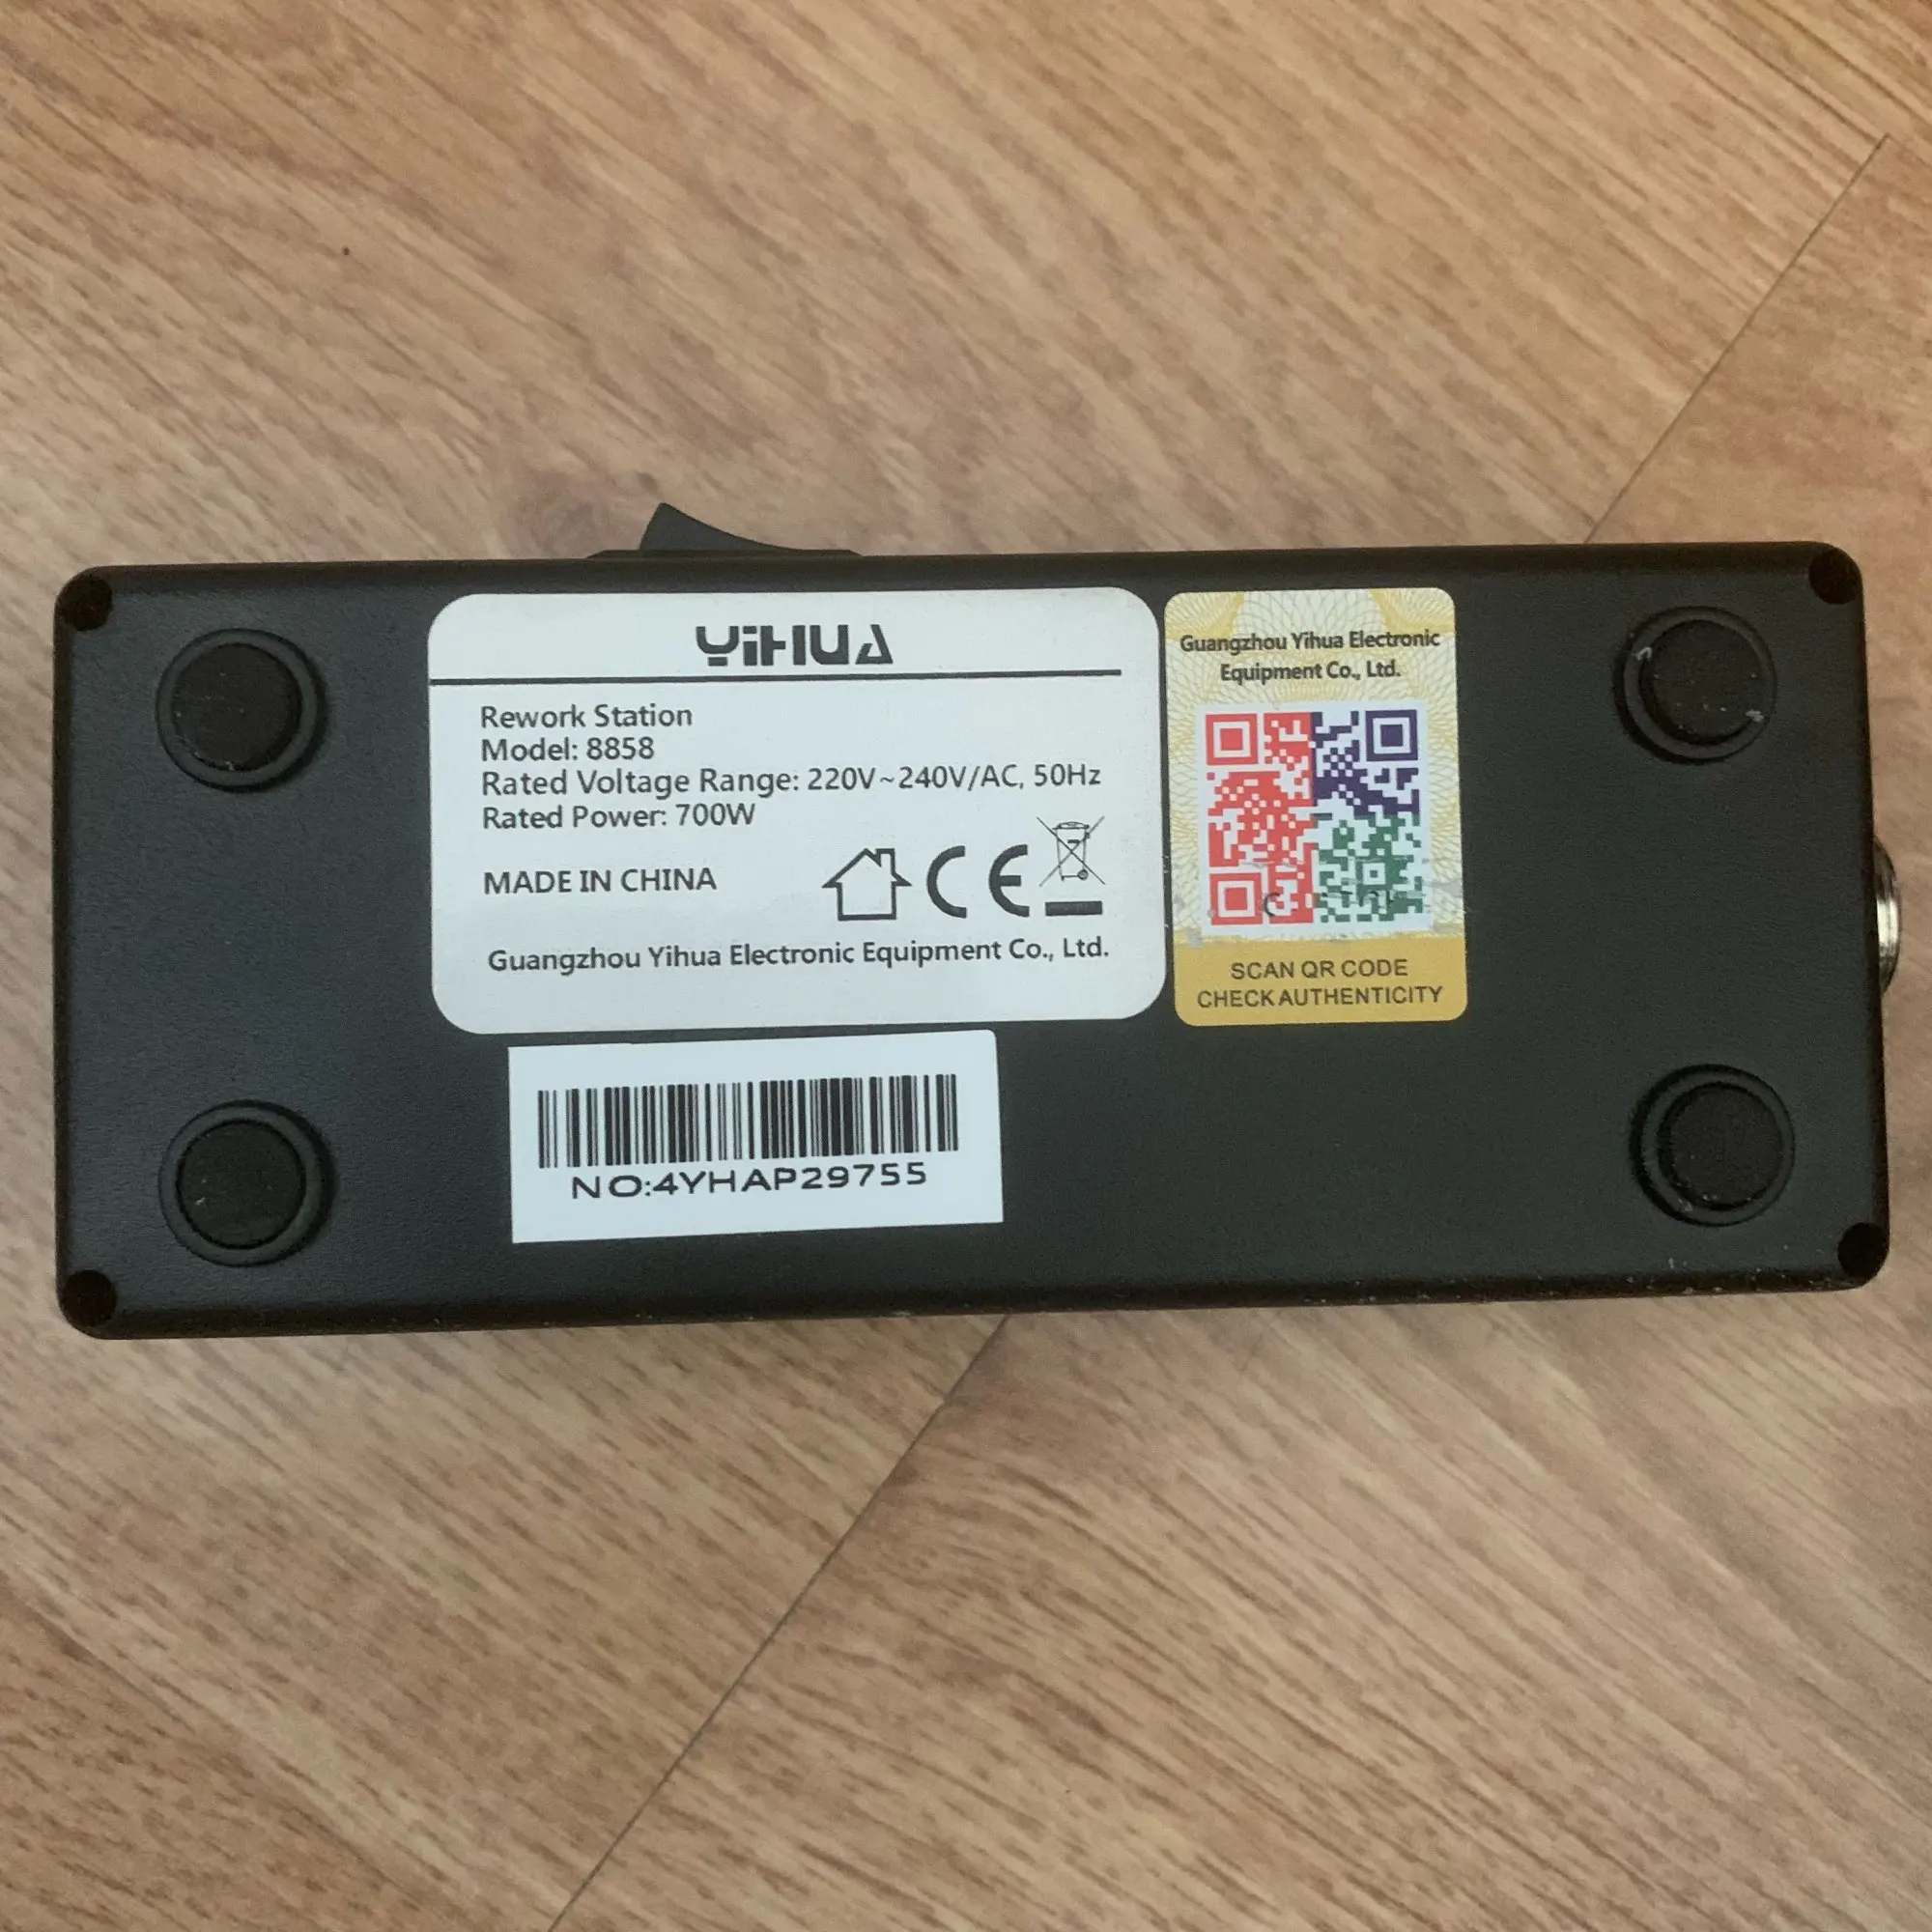 YiHUA
Rework Station
Model: 8858
Rated Voltage Range: 220V~240V/AC, 50Hz
Rated Power: 700W
MADE IN CHINA
CE
Guangzhou Yihua Electronic Equipment Co., Ltd.
Guangzhou Yihua Electronic
Equipment Co., Ltd.
SCAN QR CODE
CHECK AUTHENTICITY
NO:4YHAP29755